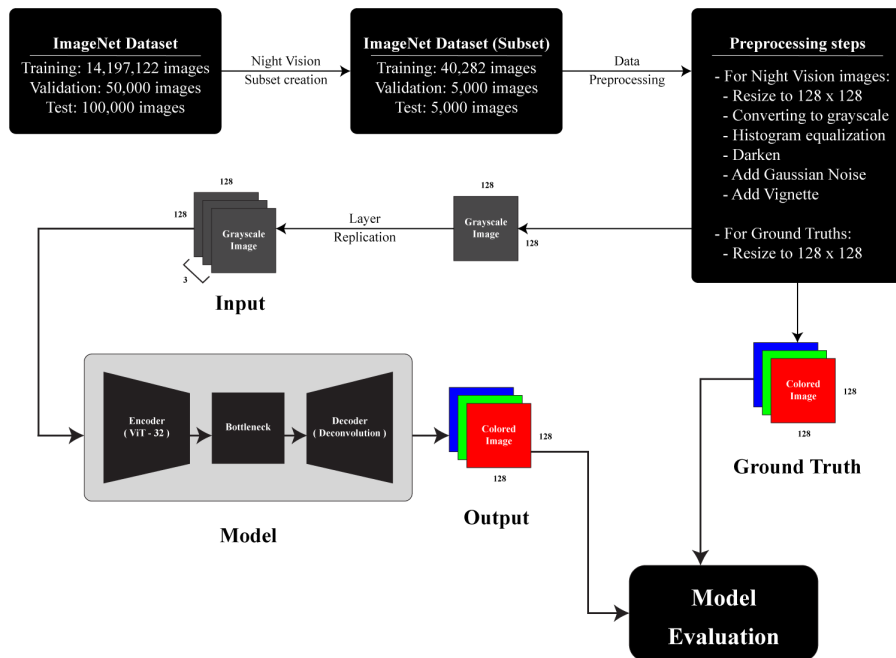 ImageNet Dataset
Training: 14,197,122 images
Validation: 50,000 images
Test: 100,000 images
Night Vision
Subset creation
ImageNet Dataset (Subset)
Training: 40,282 images
Validation: 5,000 images
Test: 5,000 images
Data
Preprocessing
Preprocessing steps
- For Night Vision images:
- Resize to 128 x 128
- Converting to grayscale
- Histogram equalization
- Darken
- Add Gaussian Noise
- Add Vignette
- For Ground Truths:
- Resize to 128 x 128
128
128
Grayscale
Image
3
Input
Layer
Replication
128
Grayscale
Image
128
Encoder
( ViT - 32 )
Bottleneck
Decoder
( Deconvolution )
Model
Colored
Image
128
128
Output
Colored
Image
128
128
Ground Truth
Model
Evaluation